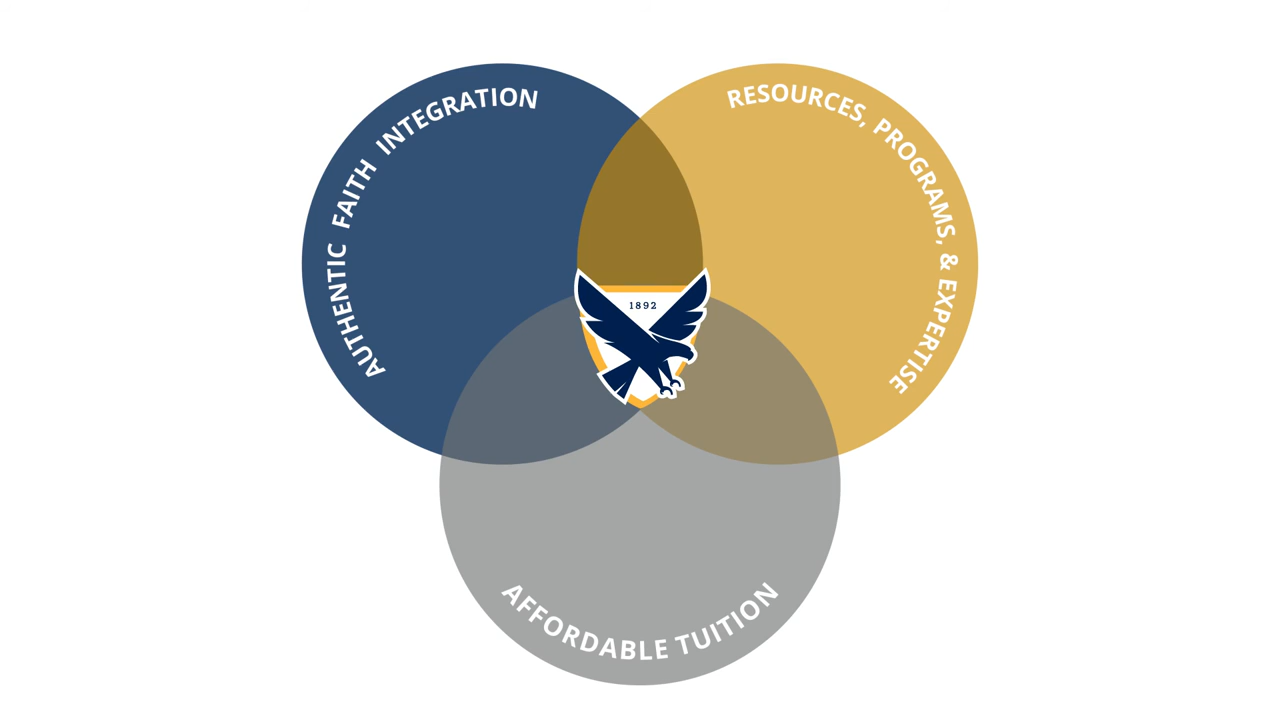 AUTHENTIC FAITH INTEGRATION
RESOURCES, PROGRAMS, & EXPERTISE
1892
AFFORDABLE TUITION